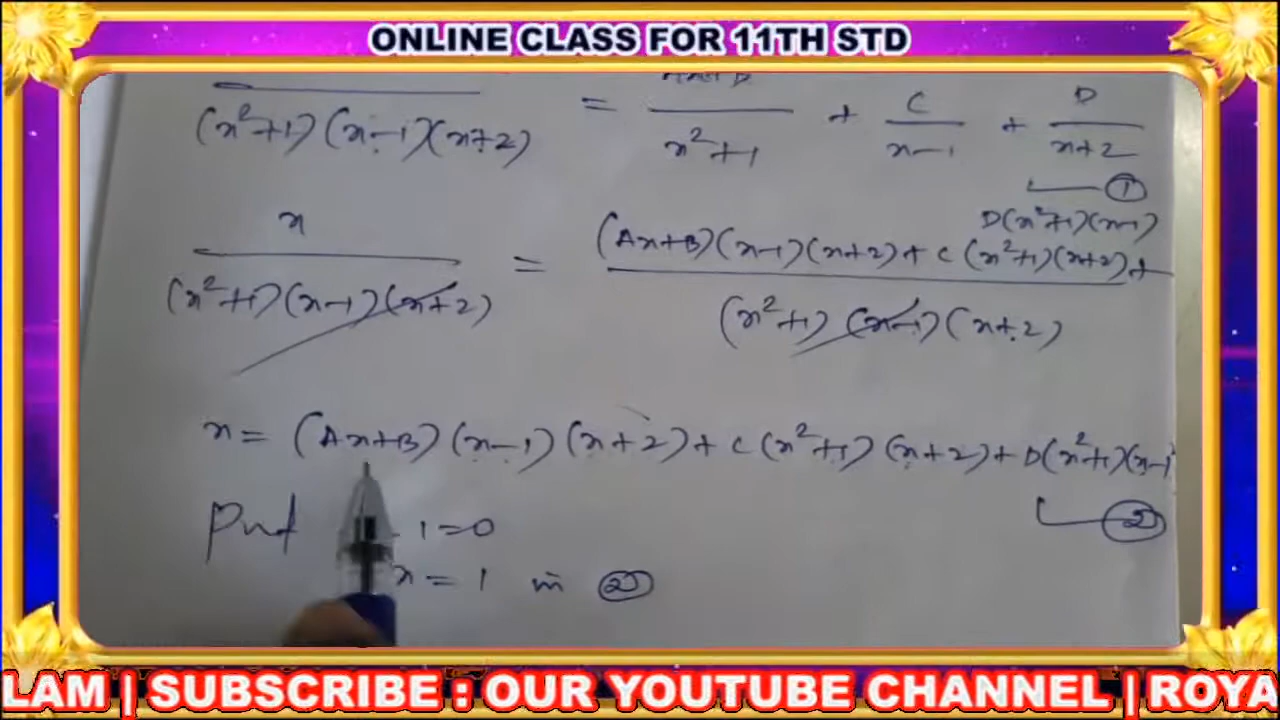 ONLINE CLASS FOR 11TH STD
(x²+1)(x-1)(x+2) = x²+1 + C/x-1 + D/x+2
①
x/(x²+1)(x-1)(x+2) = (Ax+B)(x-1)(x+2) + C(x²+1)(x+2) + D(x²+1)(x-1)/(x²+1)(x-1)(x+2)
x = (Ax+B)(x-1)(x+2) + C(x²+1)(x+2) + D(x²+1)(x-1
②
Put 1=0
x = 1 in ②
LAM | SUBSCRIBE : OUR YOUTUBE CHANNEL | ROYA